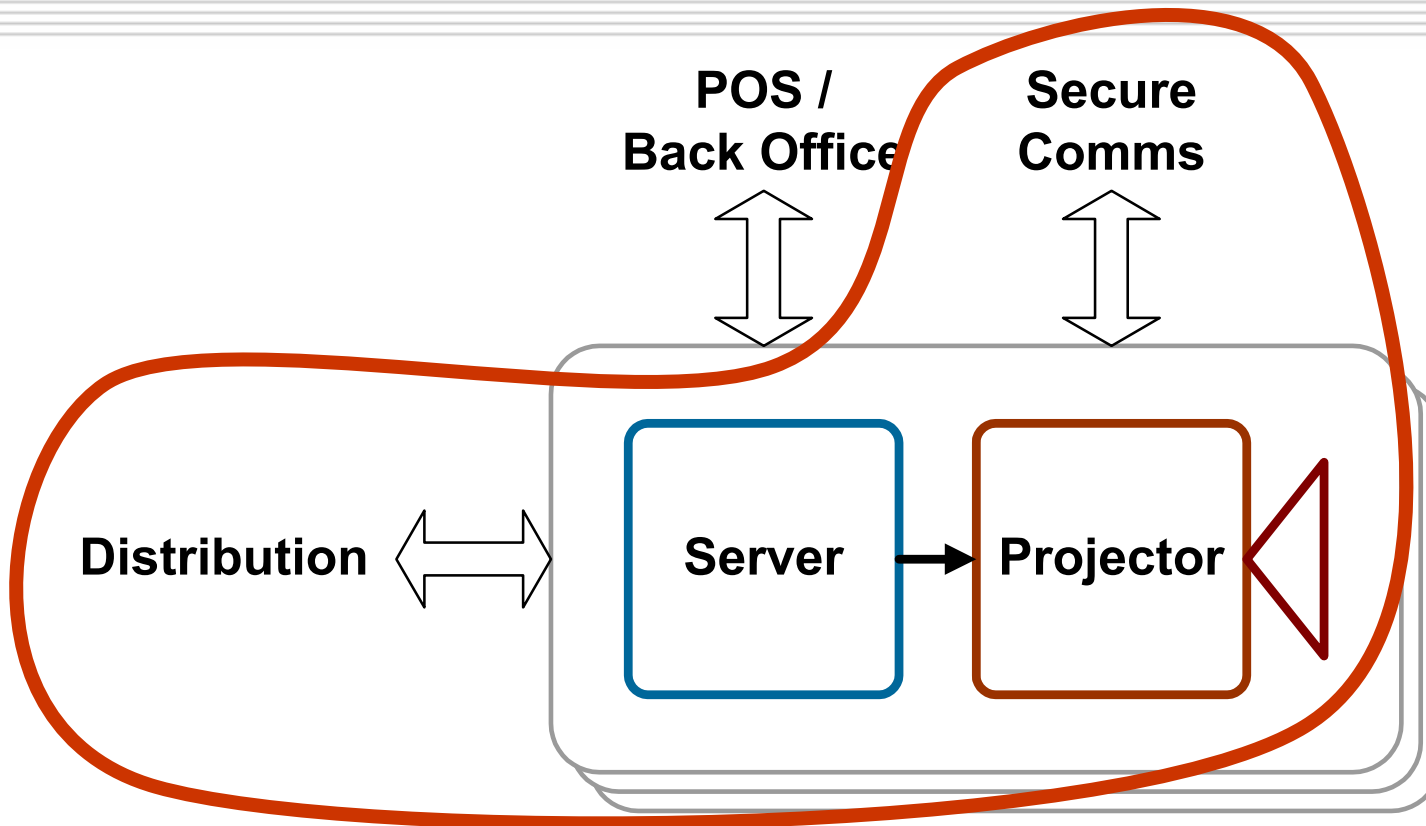 POS /
Back Office
Secure
Comms
Distribution
Server
Projector